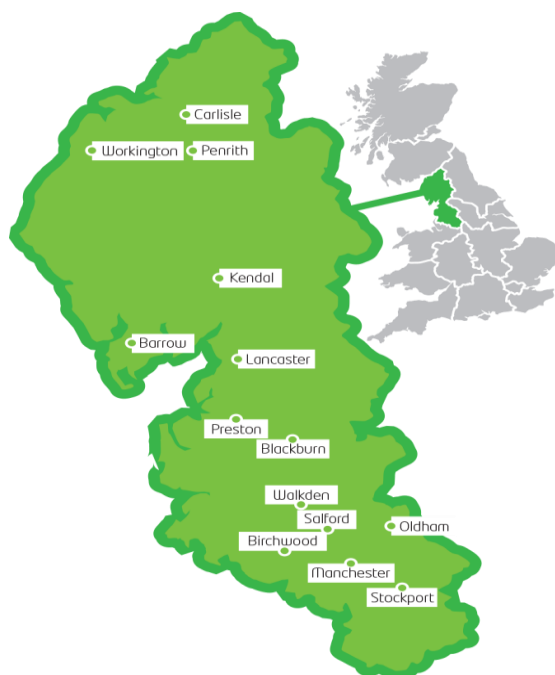 Carlisle
Workington
Penrith
Kendal
Barrow
Lancaster
Preston
Blackburn
Walkden
Salford
Oldham
Birchwood
Manchester
Stockport